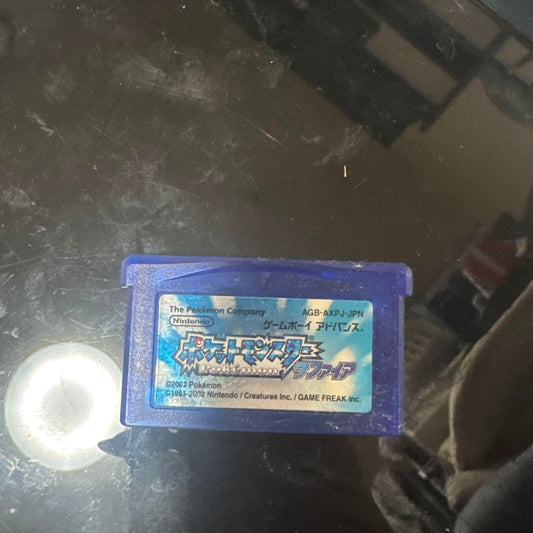 The Pokémon Company AGB-AXPJ-JPN
Nintendo ゲームボーイ アドバンス
ポケットモンスター
Pokémon サファイア
©2002 Pokémon
©1995-2002 Nintendo / Creatures Inc. / GAME FREAK inc.